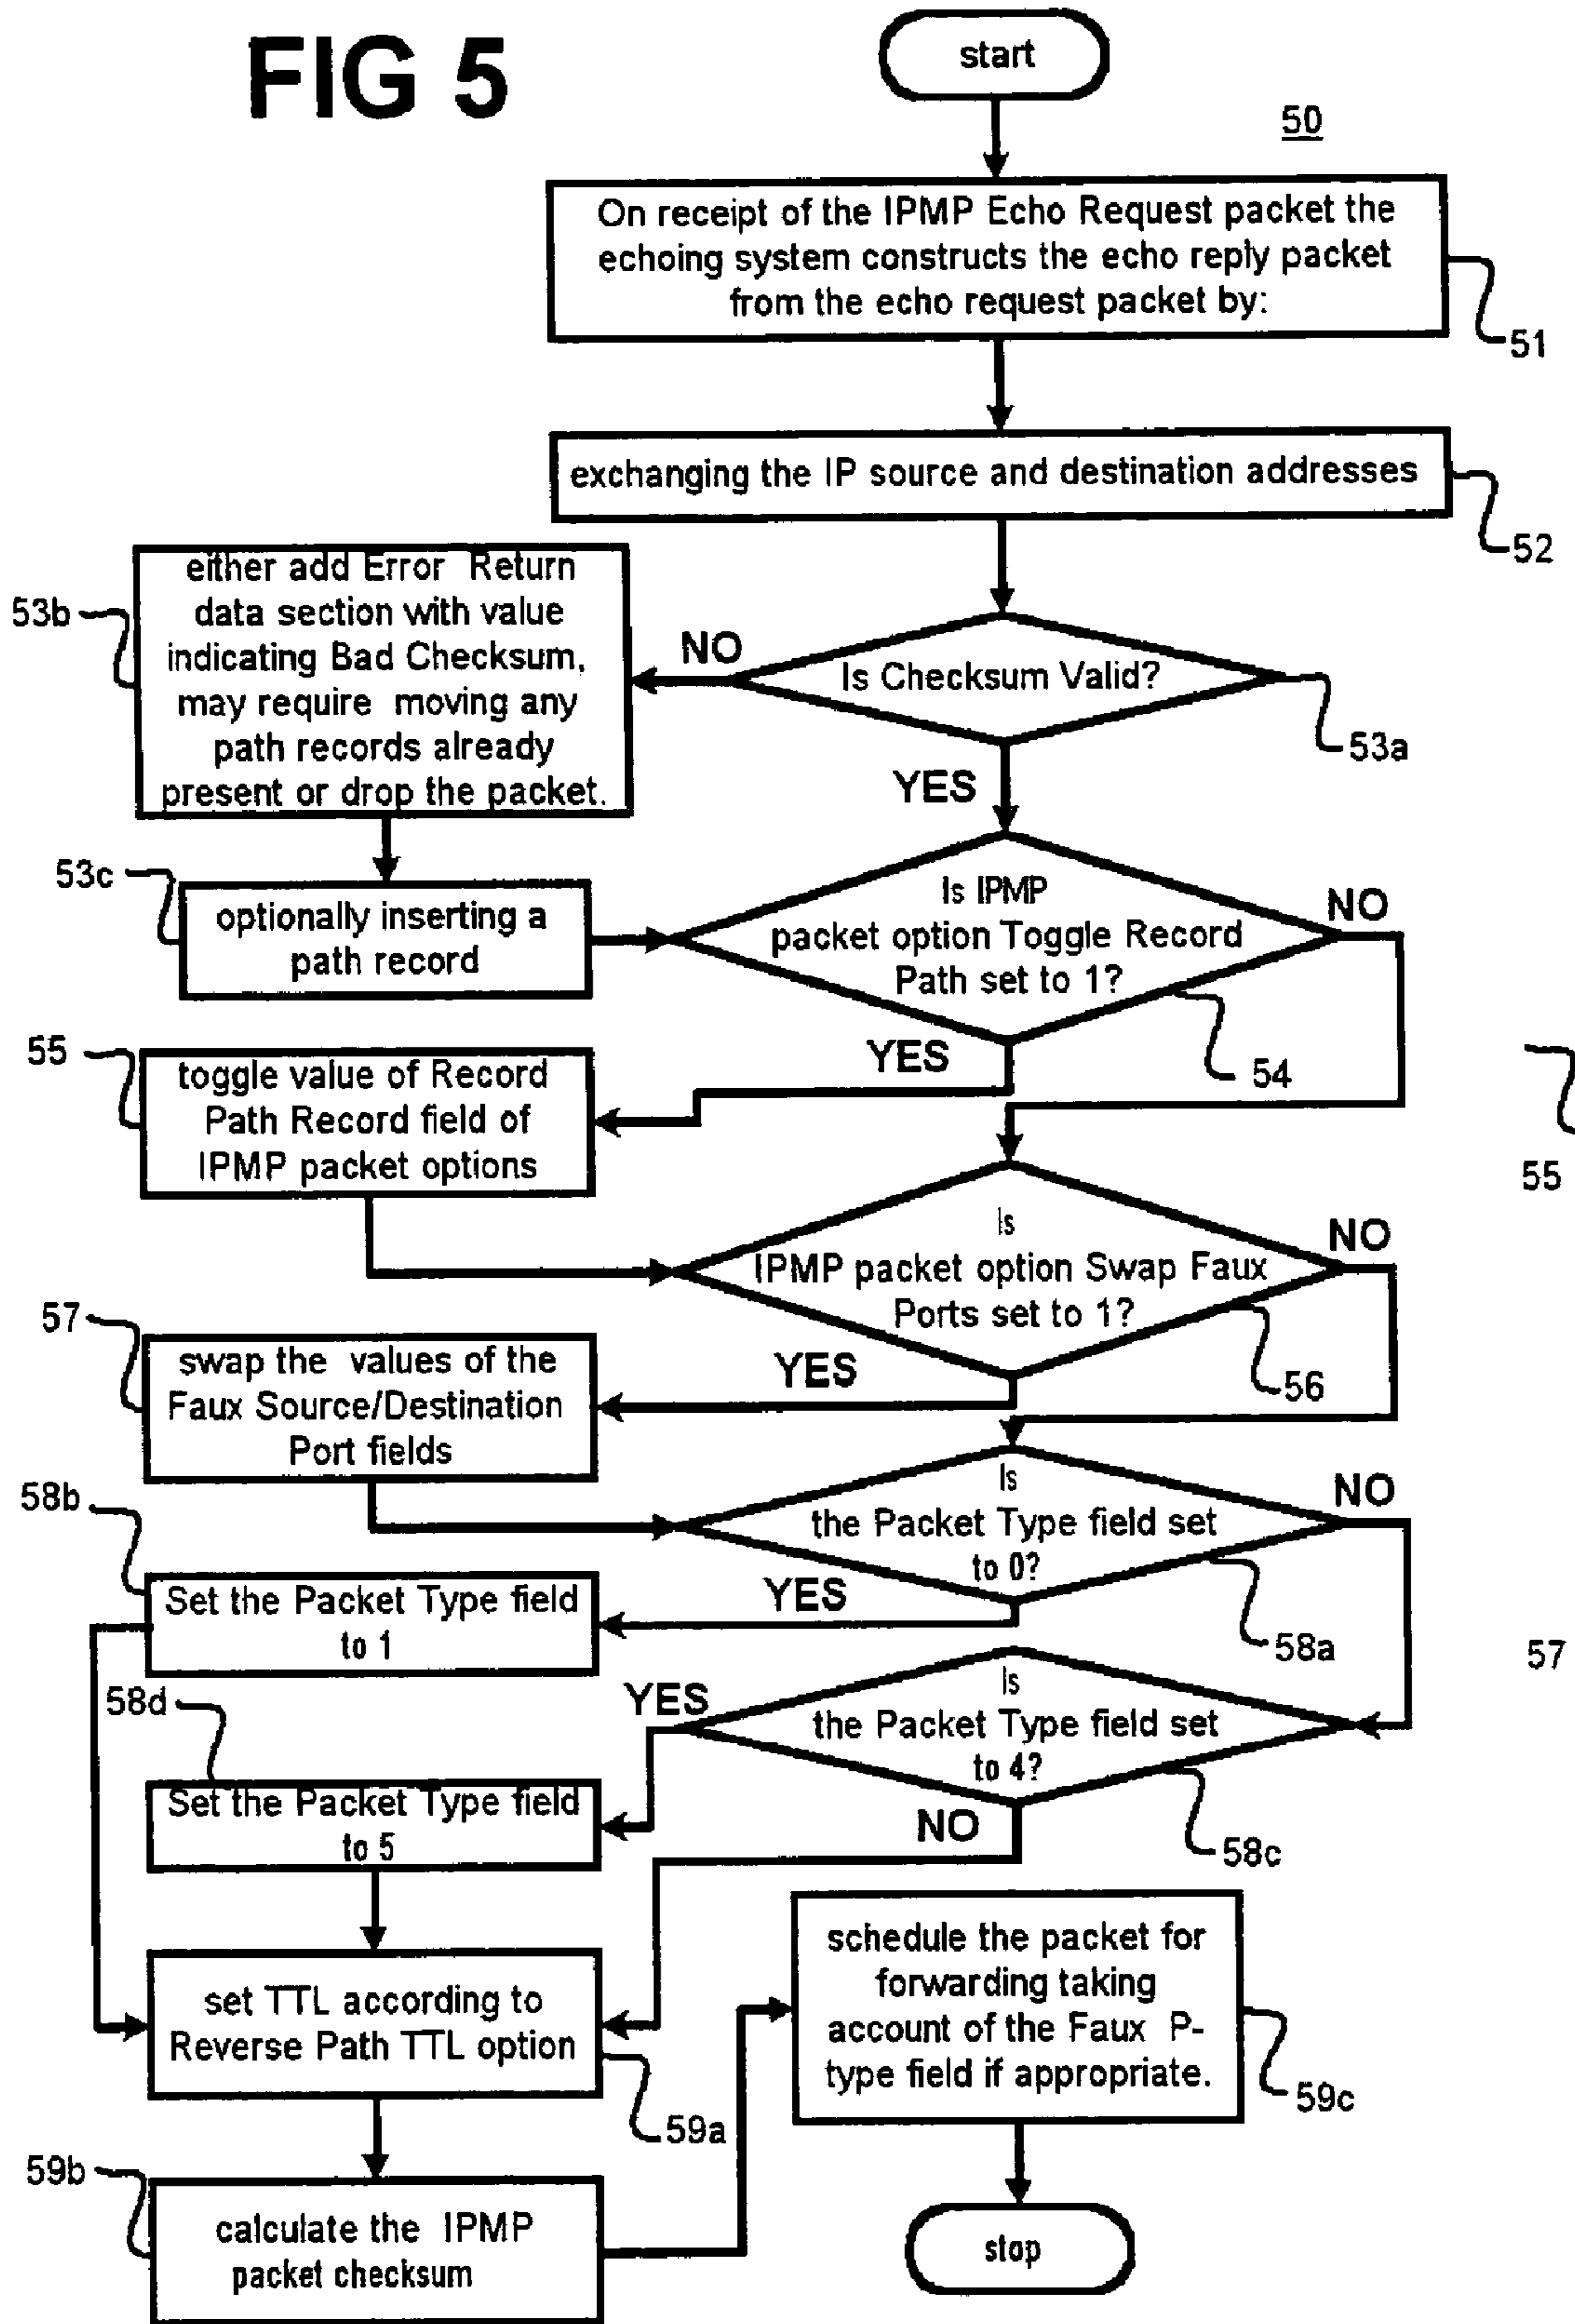 FIG 5
start
50
On receipt of the IPMP Echo Request packet the
echoing system constructs the echo reply packet
from the echo request packet by:
51
exchanging the IP source and destination addresses
52
either add Error Return
data section with value
indicating Bad Checksum,
may require moving any
path records already
present or drop the packet.
53b
NO
Is Checksum Valid?
53a
YES
53c
optionally inserting a
path record
Is IPMP
packet option Toggle Record
Path set to 1?
NO
54
YES
55
toggle value of Record
Path Record field of
IPMP packet options
55
Is
IPMP packet option Swap Faux
Ports set to 1?
NO
56
YES
57
swap the values of the
Faux Source/Destination
Port fields
Is
the Packet Type field set
to 0?
NO
58a
YES
58b
Set the Packet Type field
to 1
57
Is
the Packet Type field set
to 4?
YES
58c
NO
58d
Set the Packet Type field
to 5
set TTL according to
Reverse Path TTL option
59a
59b
calculate the IPMP
packet checksum
schedule the packet for
forwarding taking
account of the Faux P-
type field if appropriate.
59c
stop